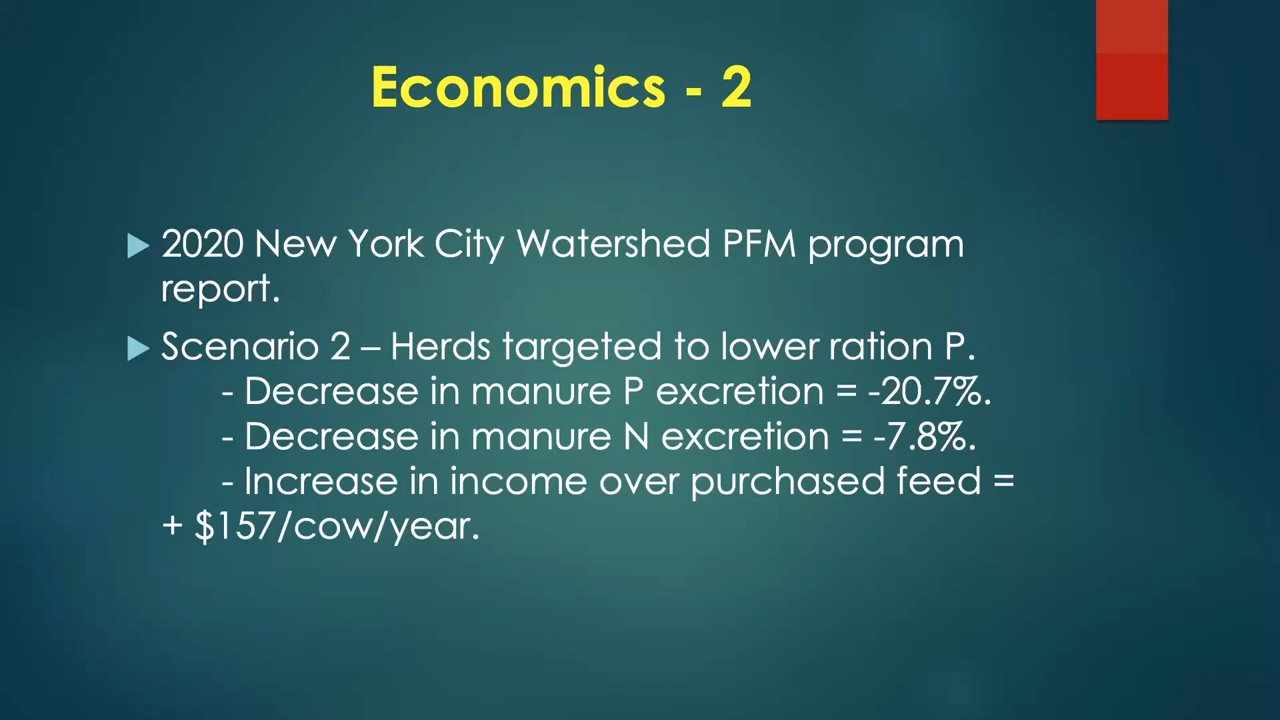 Economics - 2
2020 New York City Watershed PFM program
report.
Scenario 2 – Herds targeted to lower ration P.
- Decrease in manure P excretion = -20.7%.
- Decrease in manure N excretion = -7.8%.
- Increase in income over purchased feed =
+ $157/cow/year.